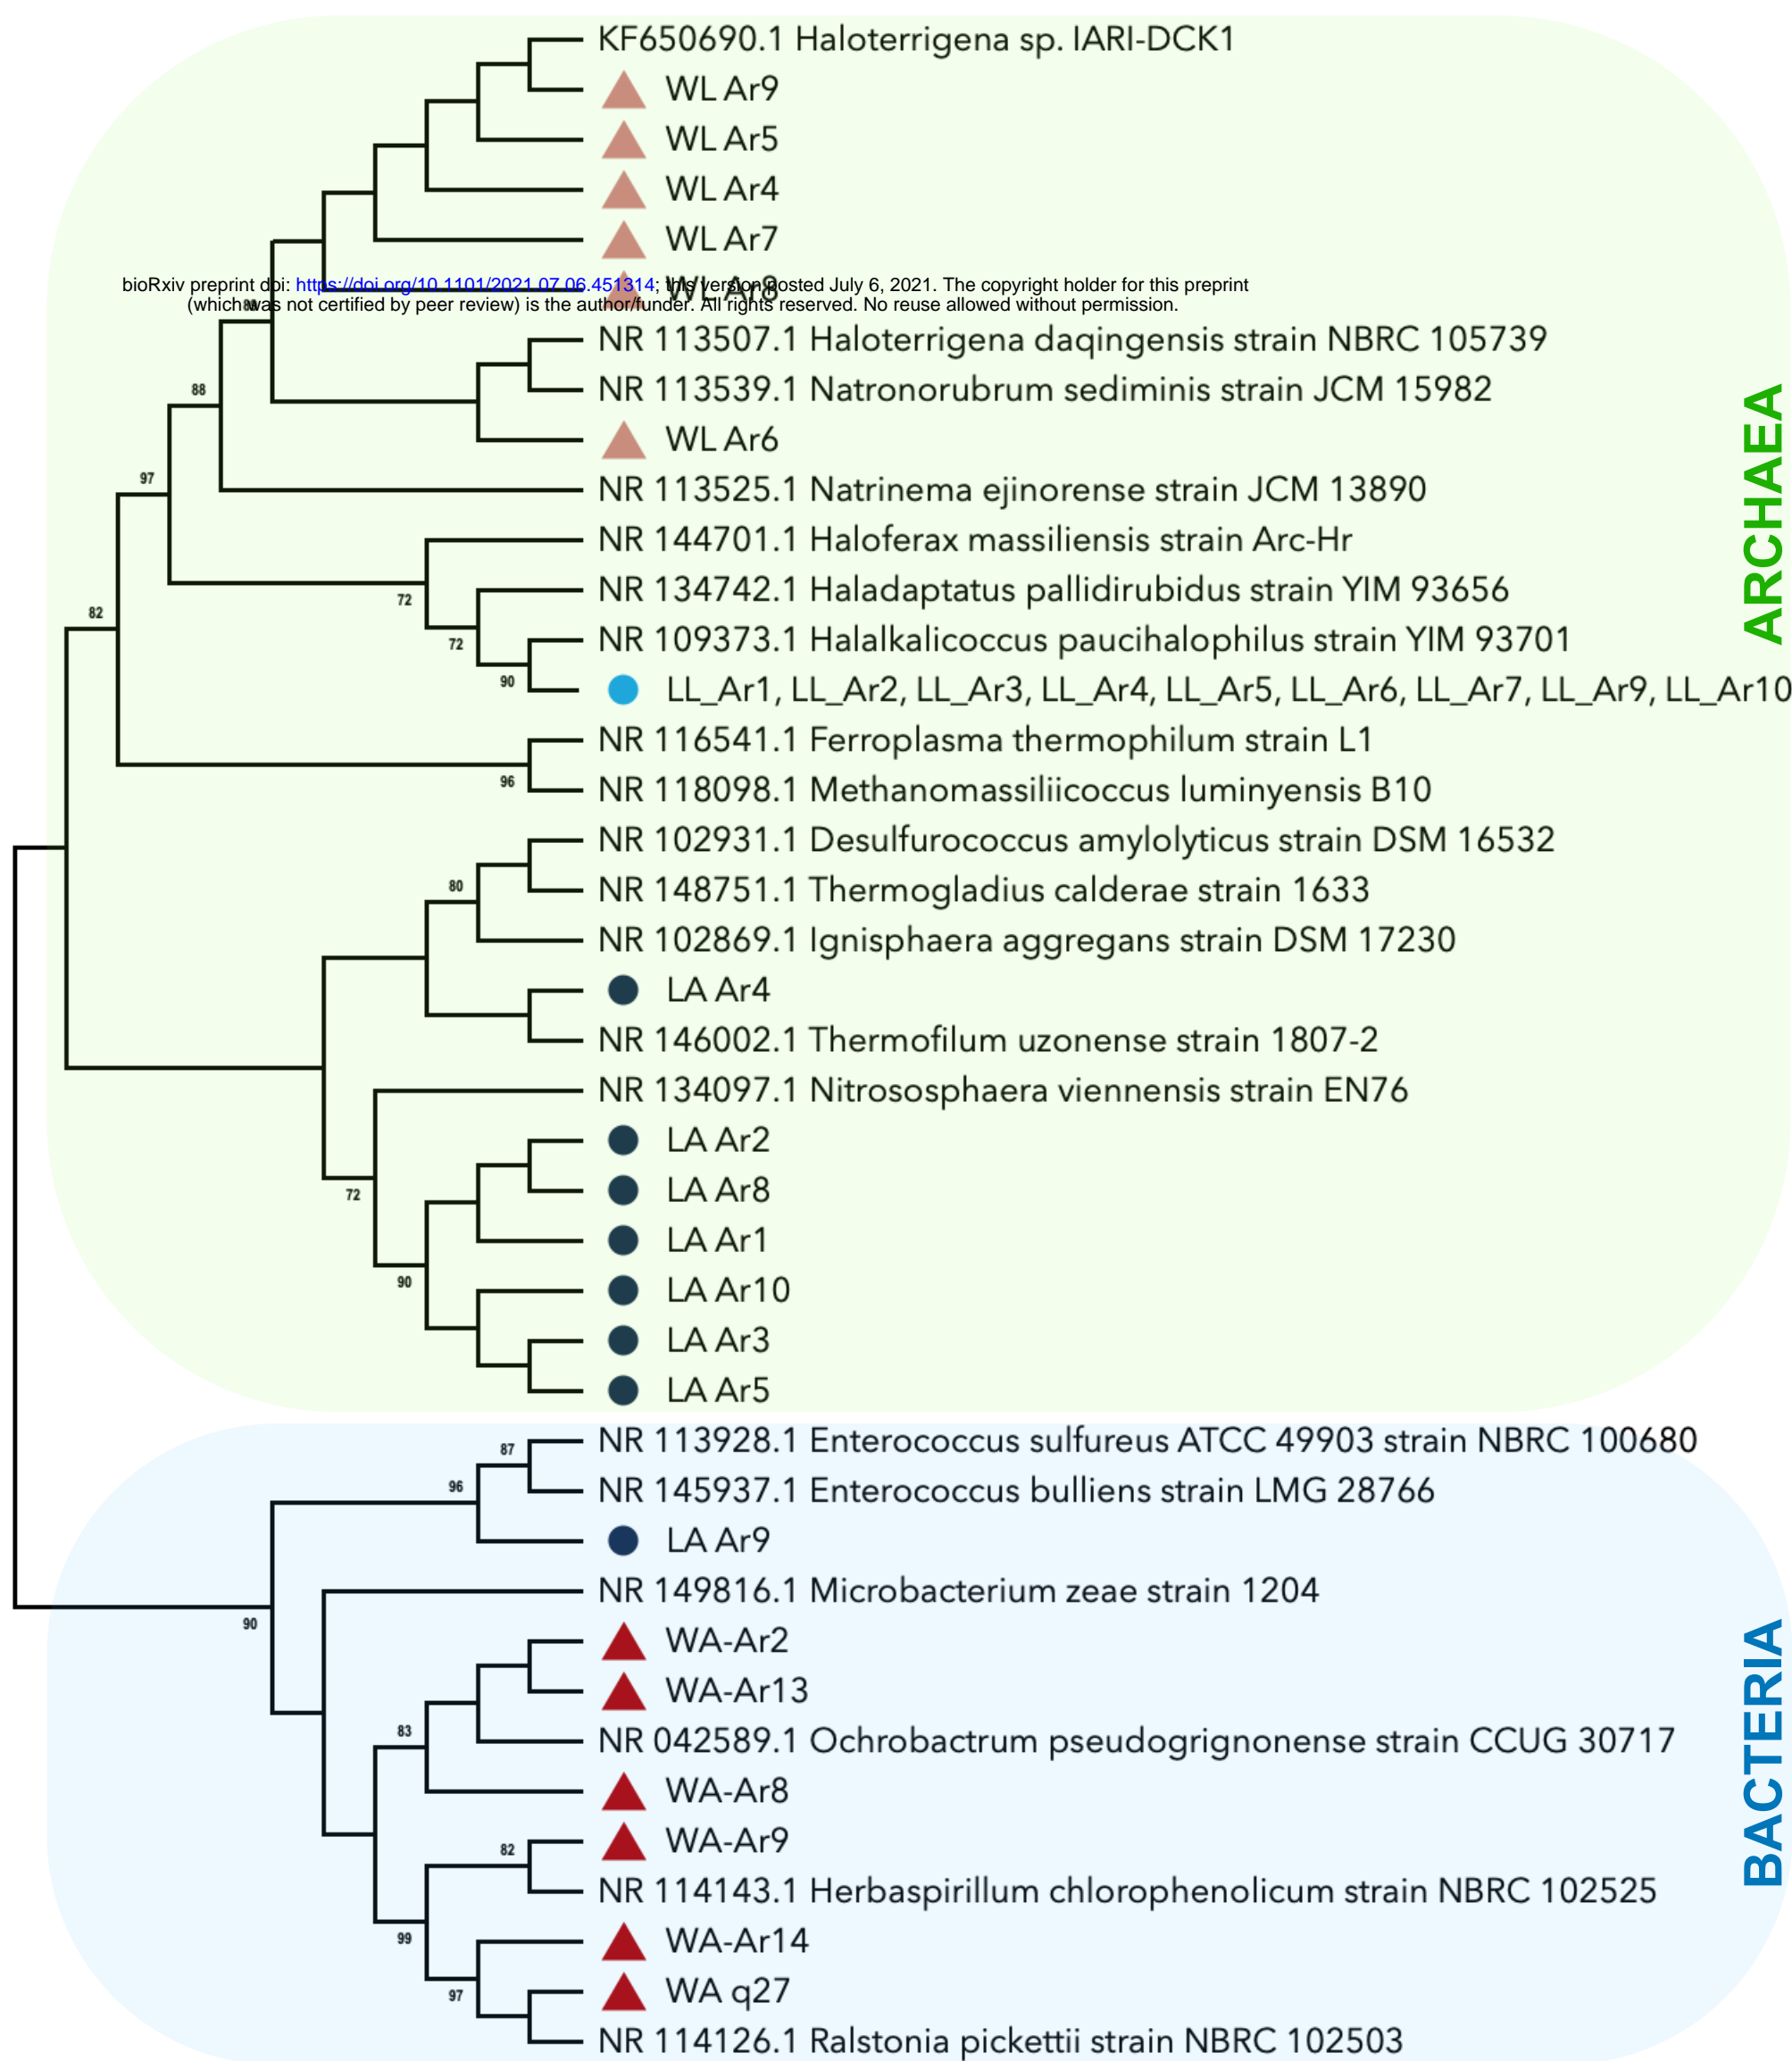 KF650690.1 Haloterrigena sp. IARI-DCK1
WL Ar9
WL Ar5
WL Ar4
WL Ar7
WL Ar8
bioRxiv preprint doi: https://doi.org/10.1101/2021.07.06.451314; this version posted July 6, 2021. The copyright holder for this preprint
(which was not certified by peer review) is the author/funder. All rights reserved. No reuse allowed without permission.
NR 113507.1 Haloterrigena daqingensis strain NBRC 105739
88
NR 113539.1 Natronorubrum sediminis strain JCM 15982
WL Ar6
97
NR 113525.1 Natrinema ejinorense strain JCM 13890
NR 144701.1 Haloferax massiliensis strain Arc-Hr
72
NR 134742.1 Haladaptatus pallidirubidus strain YIM 93656
82
72
NR 109373.1 Halalkalicoccus paucihalophilus strain YIM 93701
90
LL_Ar1, LL_Ar2, LL_Ar3, LL_Ar4, LL_Ar5, LL_Ar6, LL_Ar7, LL_Ar9, LL_Ar10
NR 116541.1 Ferroplasma thermophilum strain L1
96
NR 118098.1 Methanomassiliicoccus luminyensis B10
NR 102931.1 Desulfurococcus amylolyticus strain DSM 16532
80
NR 148751.1 Thermogladius calderae strain 1633
NR 102869.1 Ignisphaera aggregans strain DSM 17230
LA Ar4
NR 146002.1 Thermofilum uzonense strain 1807-2
NR 134097.1 Nitrososphaera viennensis strain EN76
LA Ar2
72
LA Ar8
LA Ar1
90
LA Ar10
LA Ar3
LA Ar5
ARCHAEA
87
NR 113928.1 Enterococcus sulfureus ATCC 49903 strain NBRC 100680
96
NR 145937.1 Enterococcus bulliens strain LMG 28766
LA Ar9
NR 149816.1 Microbacterium zeae strain 1204
90
WA-Ar2
WA-Ar13
83
NR 042589.1 Ochrobactrum pseudogrignonense strain CCUG 30717
WA-Ar8
82
WA-Ar9
NR 114143.1 Herbaspirillum chlorophenolicum strain NBRC 102525
99
WA-Ar14
97
WA q27
NR 114126.1 Ralstonia pickettii strain NBRC 102503
BACTERIA